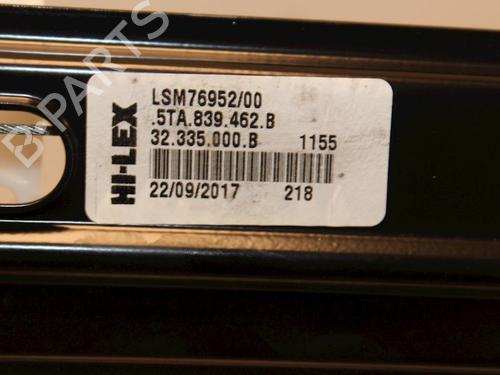 HI-LEX
LSM76952/00
.5TA.839.462.B
32.335.000.B 1155
22/09/2017 218
B-PARTS